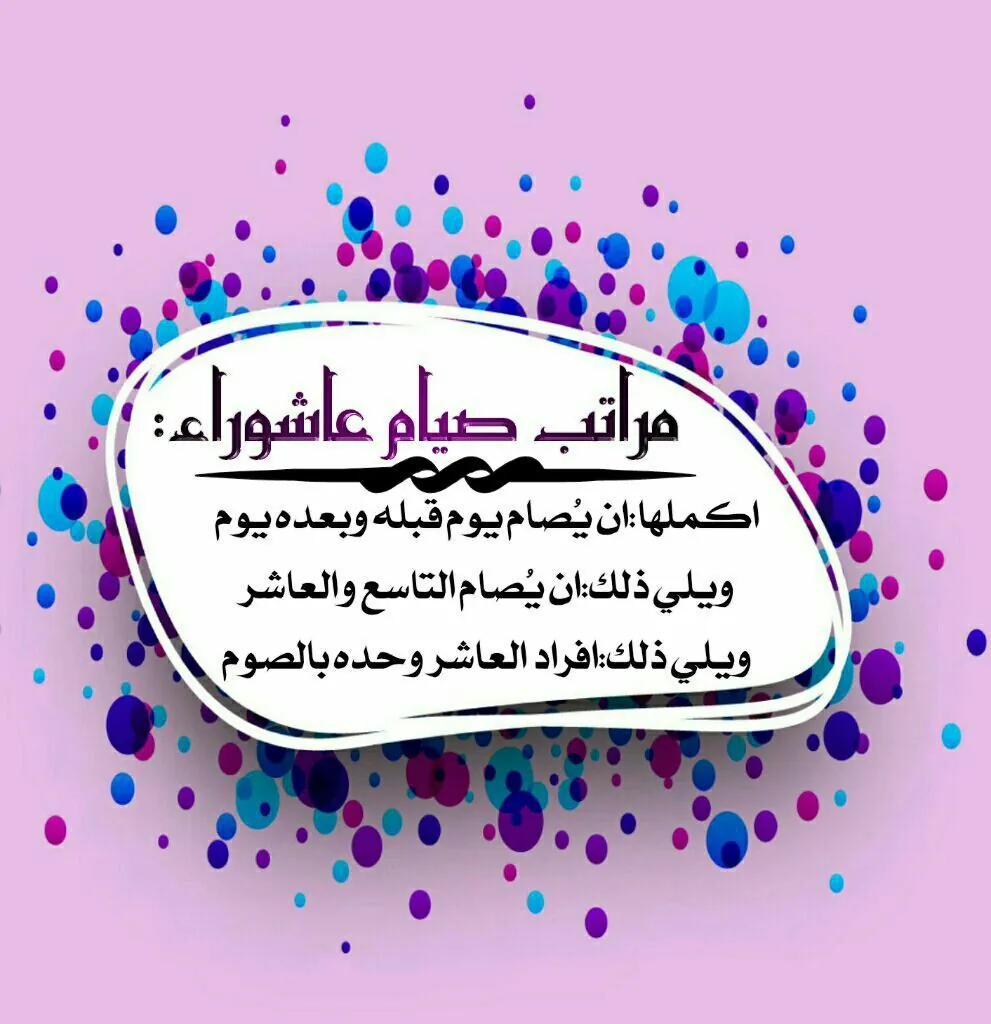 مراتب صيام عاشوراء:
اكملها:ان يُصام يوم قبله وبعده يوم
ويلي ذلك:ان يُصام التاسع والعاشر
ويلي ذلك:افراد العاشر وحده بالصوم